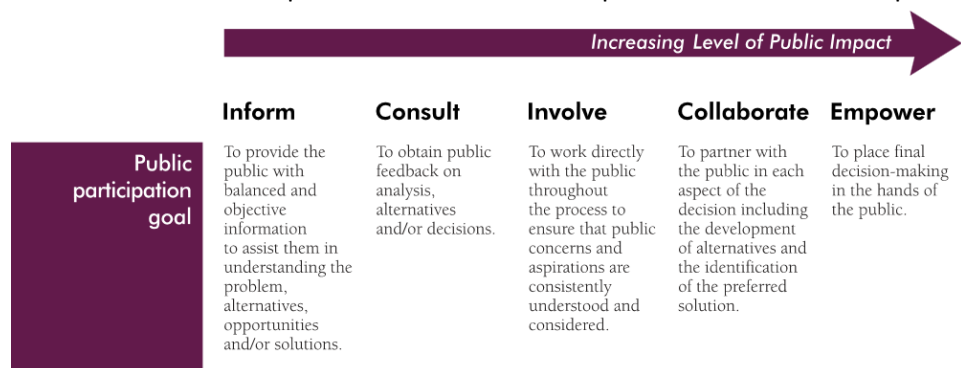 Increasing Level of Public Impact
Inform
Consult
Involve
Collaborate
Empower
Public
participation
goal
To provide the
public with
balanced and
objective
information
to assist them in
understanding the
problem,
alternatives,
opportunities
and/or solutions.
To obtain public
feedback on
analysis,
alternatives
and/or decisions.
To work directly
with the public
throughout
the process to
ensure that public
concerns and
aspirations are
consistently
understood and
considered.
To partner with
the public in each
aspect of the
decision including
the development
of alternatives and
the identification
of the preferred
solution.
To place final
decision-making
in the hands of
the public.